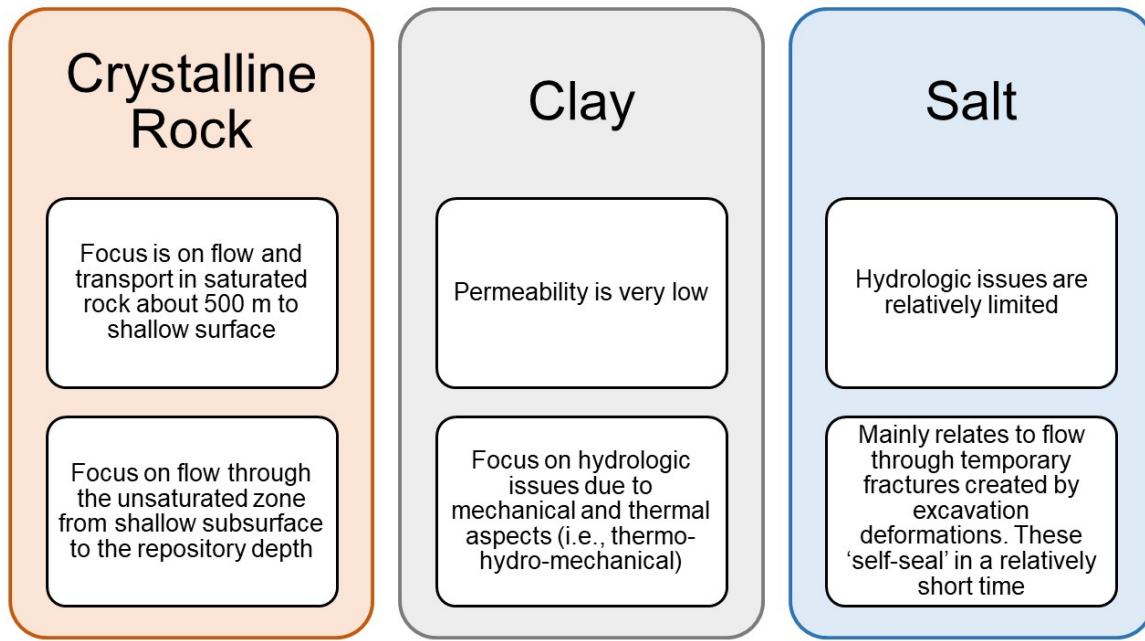 Crystalline
Rock
Focus is on flow and
transport in saturated
rock about 500 m to
shallow surface
Focus on flow through
the unsaturated zone
from shallow subsurface
to the repository depth
Clay
Permeability is very low
Focus on hydrologic
issues due to
mechanical and thermal
aspects (i.e., thermo-
hydro-mechanical)
Salt
Hydrologic issues are
relatively limited
Mainly relates to flow
through temporary
fractures created by
excavation
deformations. These
‘self-seal’ in a relatively
short time